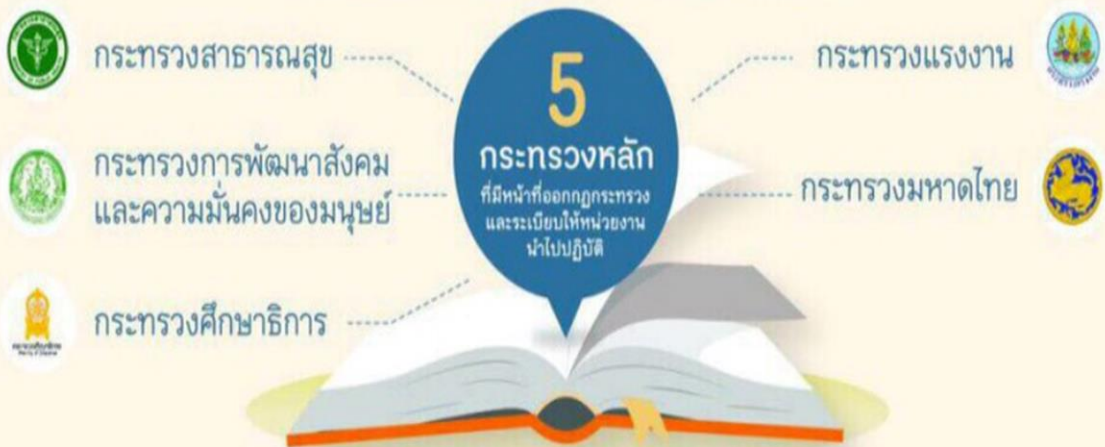 กระทรวงสาธารณสุข
กระทรวงการพัฒนาสังคม
และความมั่นคงของมนุษย์
กระทรวงศึกษาธิการ
5
กระทรวงหลัก
ที่มีหน้าที่ออกกฎกระทรวง
และระเบียบให้หน่วยงาน
นำไปปฏิบัติ
กระทรวงแรงงาน
กระทรวงมหาดไทย